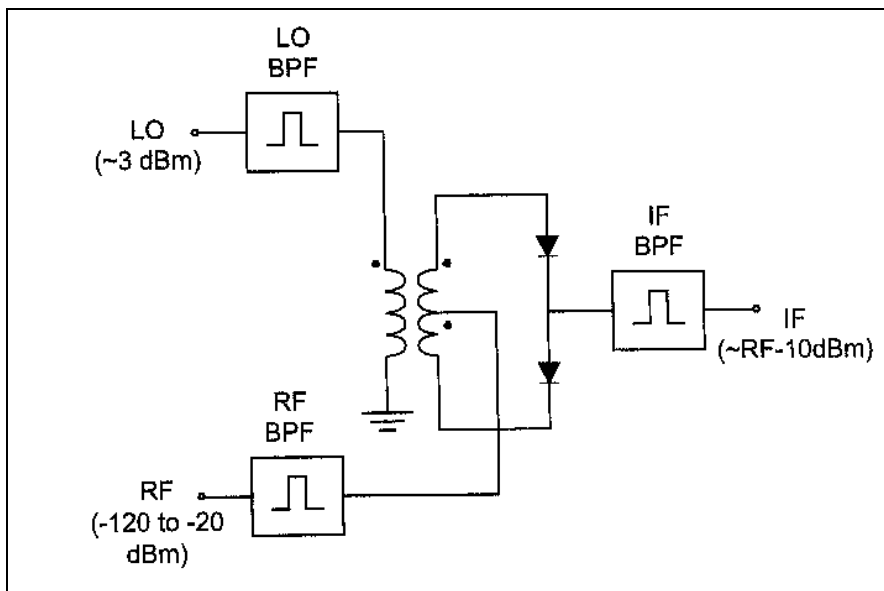 LO
BPF
LO
(~3 dBm)
IF
BPF
IF
(~RF-10dBm)
RF
BPF
RF
(-120 to -20
dBm)